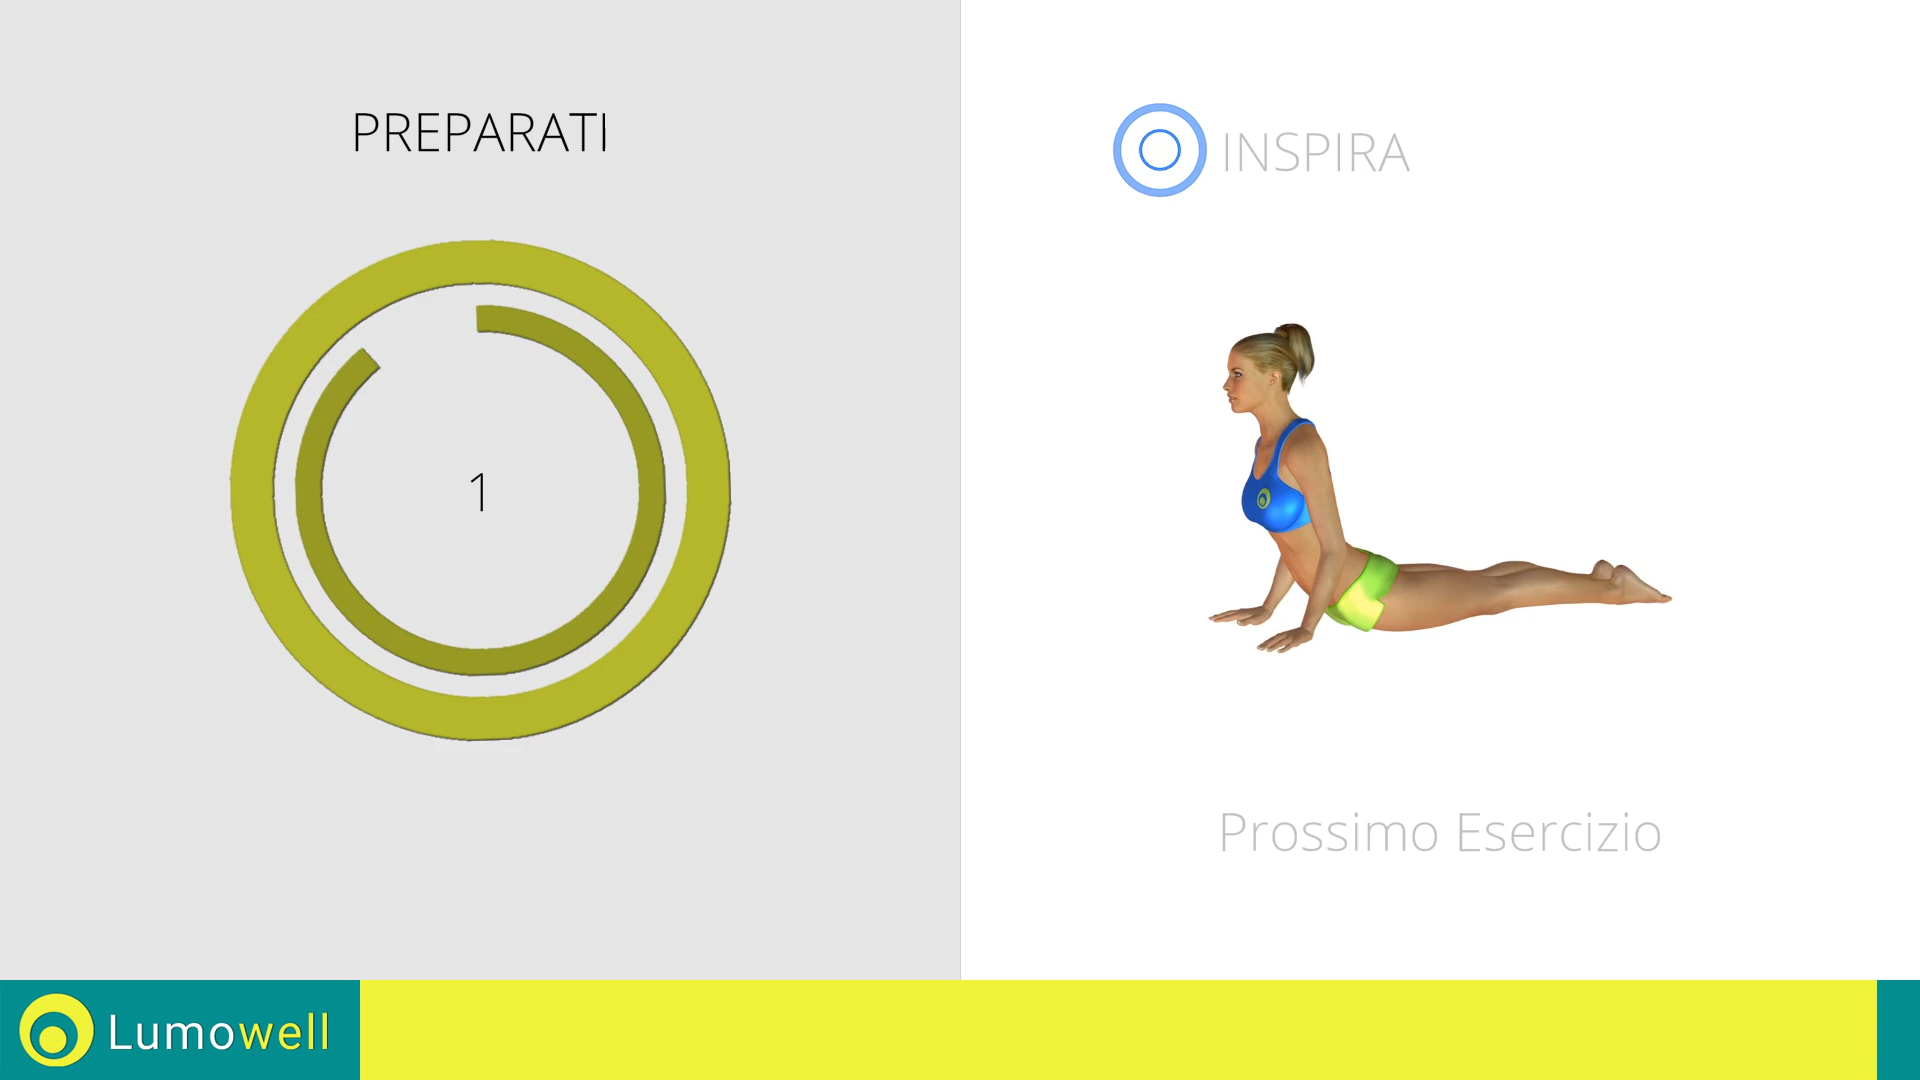 PREPARATI
1
INSPIRA
Prossimo Esercizio
Lumowell